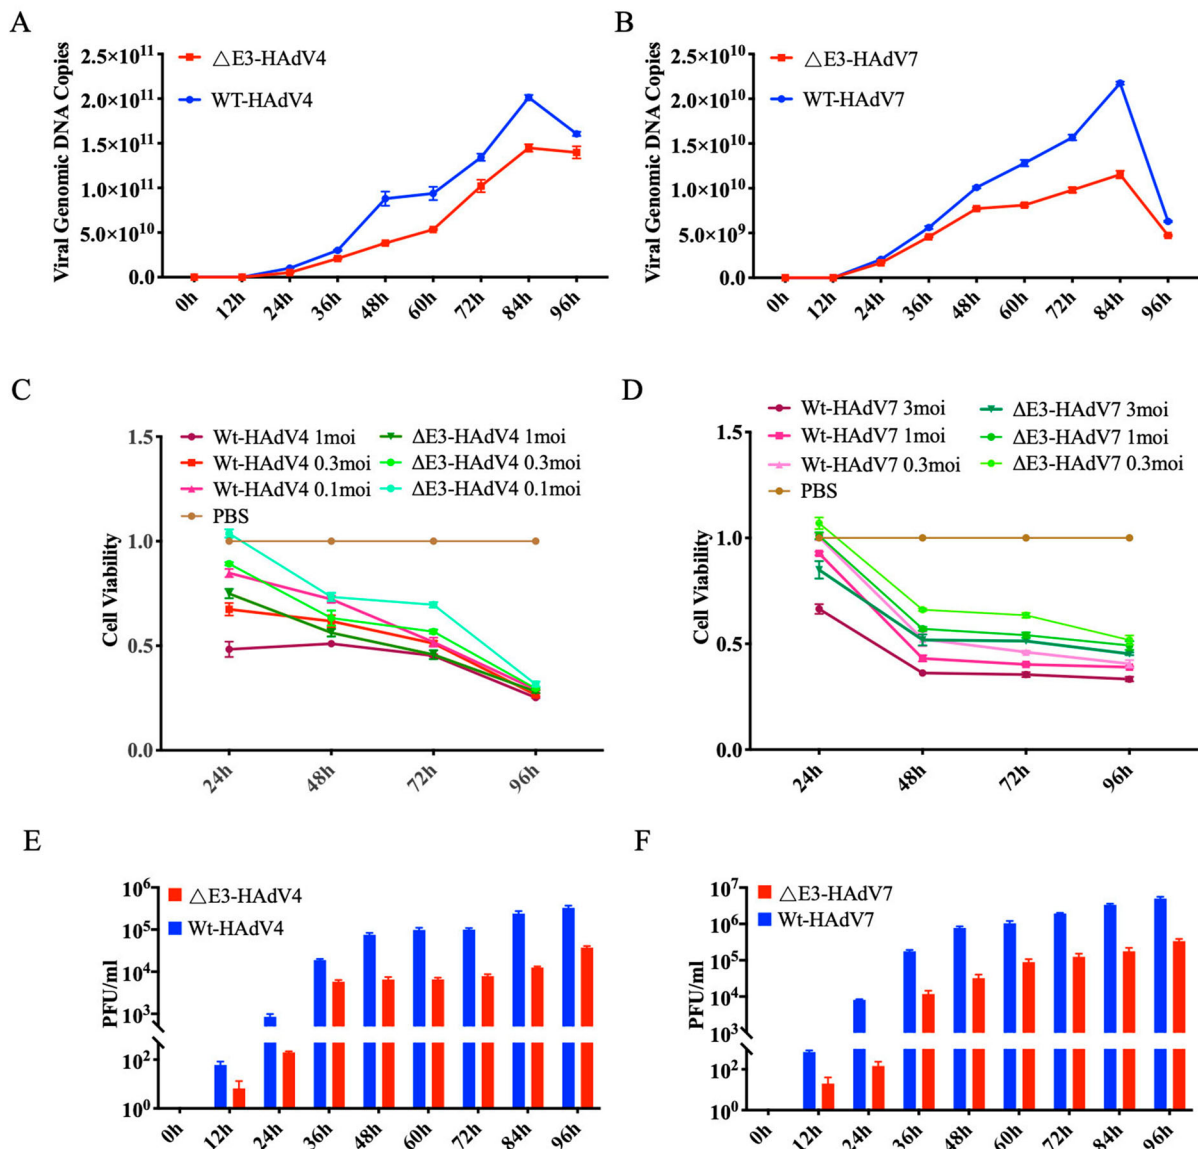 A
Viral Genomic DNA Copies
2.5×10¹¹
2.0×10¹¹
1.5×10¹¹
1.0×10¹¹
5.0×10¹⁰
0.0
△E3-HAdV4
WT-HAdV4
0h 12h 24h 36h 48h 60h 72h 84h 96h
B
Viral Genomic DNA Copies
2.5×10¹⁰
2.0×10¹⁰
1.5×10¹⁰
1.0×10¹⁰
5.0×10⁹
0.0
△E3-HAdV7
WT-HAdV7
0h 12h 24h 36h 48h 60h 72h 84h 96h
C
Cell Viability
1.5
1.0
0.5
0.0
Wt-HAdV4 1moi
Wt-HAdV4 0.3moi
Wt-HAdV4 0.1moi
PBS
ΔE3-HAdV4 1moi
ΔE3-HAdV4 0.3moi
ΔE3-HAdV4 0.1moi
24h 48h 72h 96h
D
Cell Viability
1.5
1.0
0.5
0.0
Wt-HAdV7 3moi
Wt-HAdV7 1moi
Wt-HAdV7 0.3moi
PBS
ΔE3-HAdV7 3moi
ΔE3-HAdV7 1moi
ΔE3-HAdV7 0.3moi
24h 48h 72h 96h
E
PFU/ml
10⁶
10⁵
10⁴
10³
10²
10⁰
△E3-HAdV4
Wt-HAdV4
0h 12h 24h 36h 48h 60h 72h 84h 96h
F
PFU/ml
10⁷
10⁶
10⁵
10⁴
10³
10²
10⁰
△E3-HAdV7
Wt-HAdV7
0h 12h 24h 36h 48h 60h 72h 84h 96h